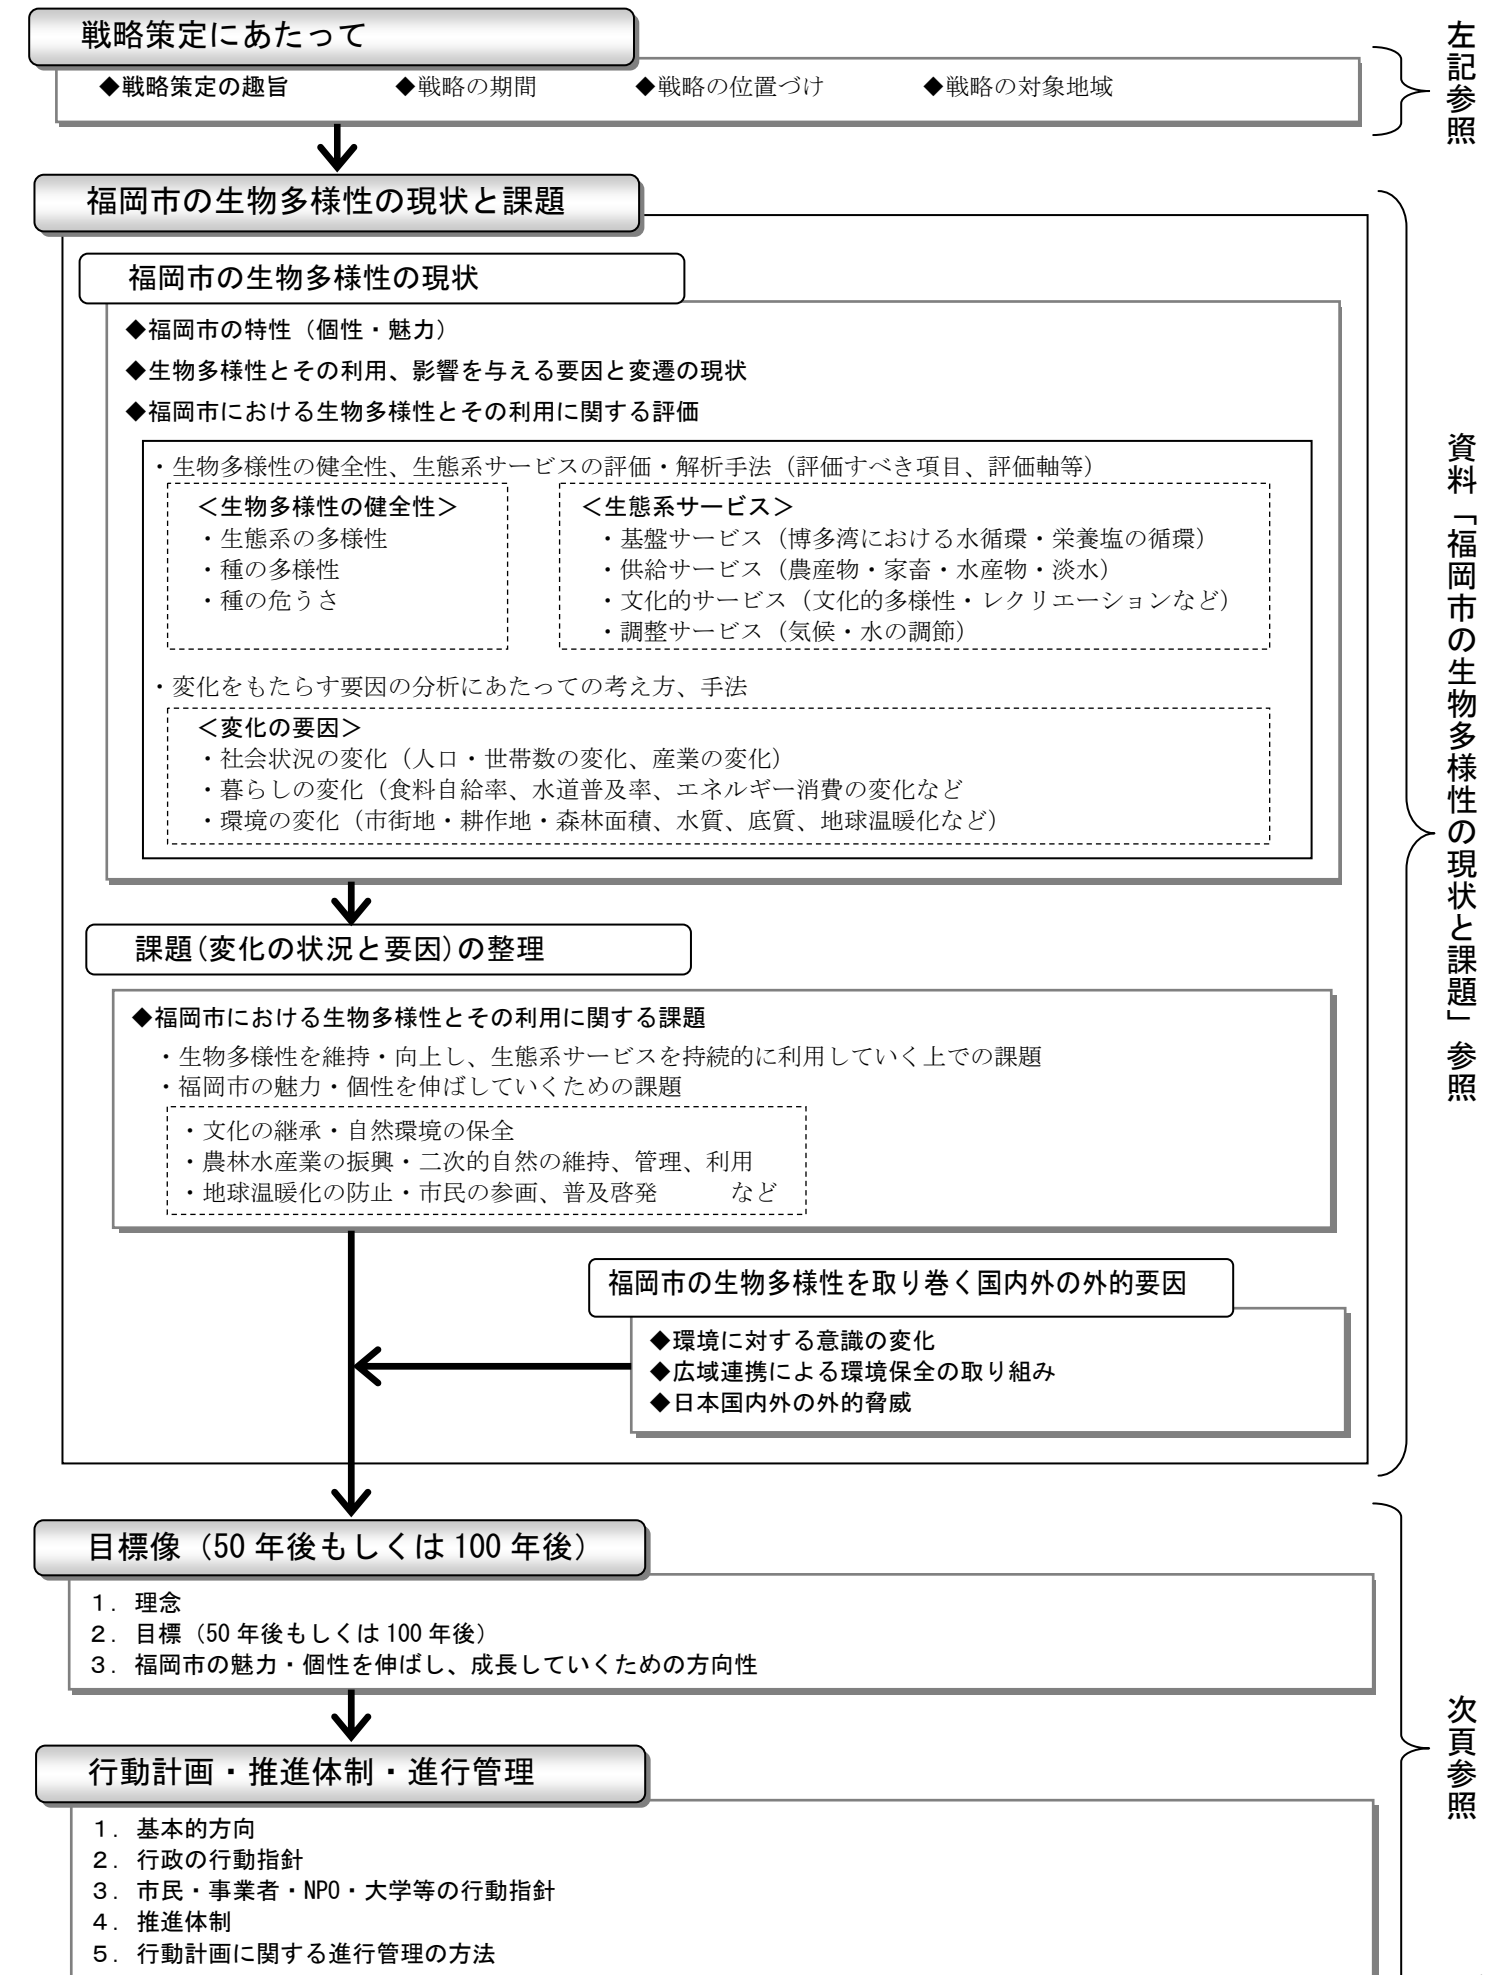 戦略策定にあたって
◆戦略策定の趣旨 ◆戦略の期間 ◆戦略の位置づけ ◆戦略の対象地域
左記参照
福岡市の生物多様性の現状と課題
福岡市の生物多様性の現状
◆福岡市の特性（個性・魅力）
◆生物多様性とその利用、影響を与える要因と変遷の現状
◆福岡市における生物多様性とその利用に関する評価
・生物多様性の健全性、生態系サービスの評価・解析手法（評価すべき項目、評価軸等）
＜生物多様性の健全性＞
・生態系の多様性
・種の多様性
・種の危うさ
＜生態系サービス＞
・基盤サービス（博多湾における水循環・栄養塩の循環）
・供給サービス（農産物・家畜・水産物・淡水）
・文化的サービス（文化的多様性・レクリエーションなど）
・調整サービス（気候・水の調節）
・変化をもたらす要因の分析にあたっての考え方、手法
＜変化の要因＞
・社会状況の変化（人口・世帯数の変化、産業の変化）
・暮らしの変化（食料自給率、水道普及率、エネルギー消費の変化など
・環境の変化（市街地・耕作地・森林面積、水質、底質、地球温暖化など）
課題(変化の状況と要因)の整理
◆福岡市における生物多様性とその利用に関する課題
・生物多様性を維持・向上し、生態系サービスを持続的に利用していく上での課題
・福岡市の魅力・個性を伸ばしていくための課題
・文化の継承・自然環境の保全
・農林水産業の振興・二次的自然の維持、管理、利用
・地球温暖化の防止・市民の参画、普及啓発 など
福岡市の生物多様性を取り巻く国内外の外的要因
◆環境に対する意識の変化
◆広域連携による環境保全の取り組み
◆日本国内外の外的脅威
資料「福岡市の生物多様性の現状と課題」参照
目標像（50年後もしくは100年後）
１．理念
２．目標（50年後もしくは100年後）
３．福岡市の魅力・個性を伸ばし、成長していくための方向性
行動計画・推進体制・進行管理
１．基本的方向
２．行政の行動指針
３．市民・事業者・NPO・大学等の行動指針
４．推進体制
５．行動計画に関する進行管理の方法
次頁参照